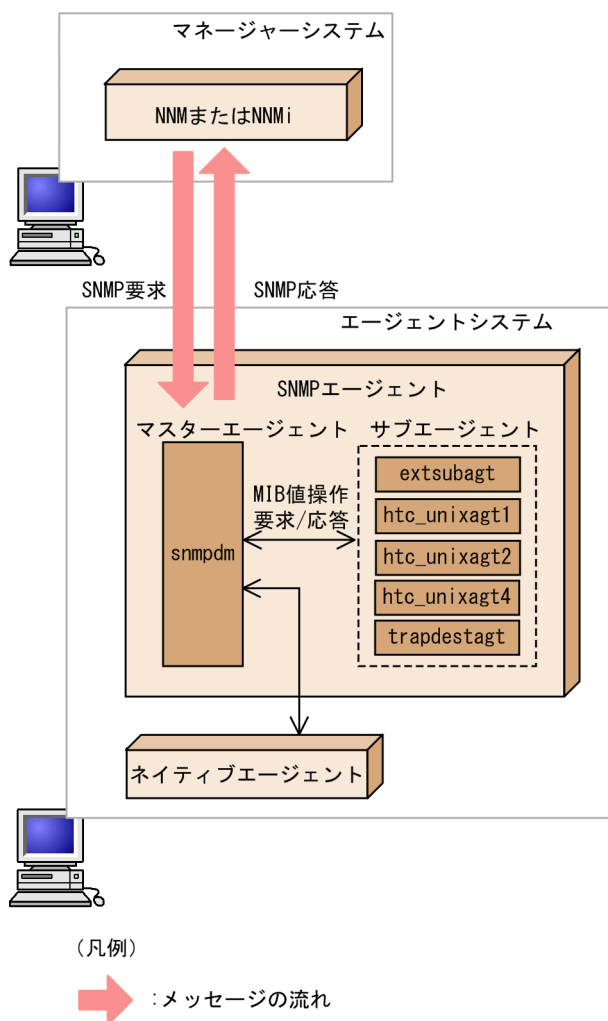 マネージャーシステム
NNMまたはNNMi
SNMP要求
SNMP応答
エージェントシステム
SNMPエージェント
マスターエージェント
サブエージェント
snmpdm
MIB値操作
要求/応答
extsubagt
htc_unixagt1
htc_unixagt2
htc_unixagt4
trapdestagt
ネイティブエージェント
(凡例)
:メッセージの流れ